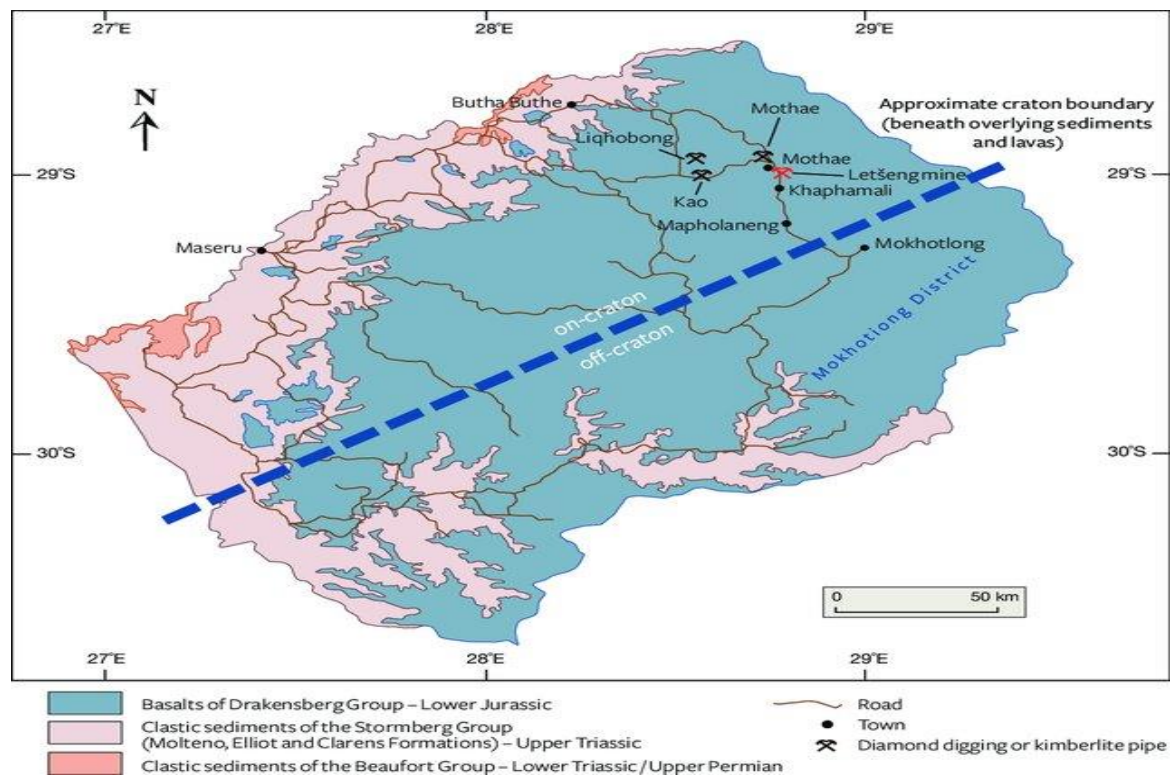 27°E
28°E
29°E
N
Butha Buthe
Mothae
Approximate craton boundary
(beneath overlying sediments
and lavas)
Liqhobong
Mothae
29°S
Letšeng mine
29°S
Kao
Khaphamali
Mapholaneng
Maseru
Mokhotlong
on-craton
off-craton
Mokhotlong District
30°S
30°S
0
50 km
27°E
28°E
29°E
Basalts of Drakensberg Group – Lower Jurassic
Clastic sediments of the Stormberg Group
(Molteno, Elliot and Clarens Formations) – Upper Triassic
Clastic sediments of the Beaufort Group – Lower Triassic / Upper Permian
Road
Town
Diamond digging or kimberlite pipe